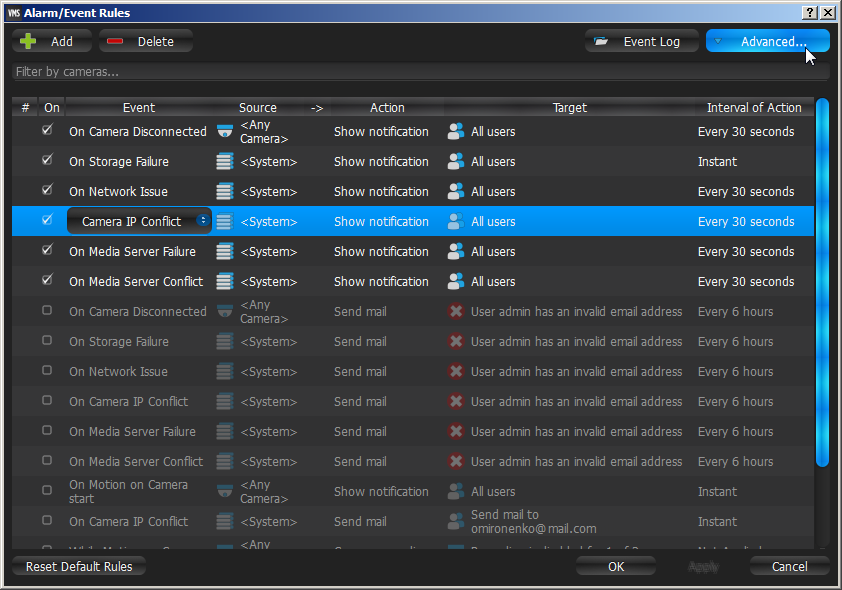 VMS Alarm/Event Rules
Add Delete Event Log Advanced...
Filter by cameras...
# On Event Source -> Action Target Interval of Action
On Camera Disconnected <Any Camera> Show notification All users Every 30 seconds
On Storage Failure <System> Show notification All users Instant
On Network Issue <System> Show notification All users Every 30 seconds
Camera IP Conflict <System> Show notification All users Every 30 seconds
On Media Server Failure <System> Show notification All users Every 30 seconds
On Media Server Conflict <System> Show notification All users Every 30 seconds
On Camera Disconnected <Any Camera> Send mail User admin has an invalid email address Every 6 hours
On Storage Failure <System> Send mail User admin has an invalid email address Every 6 hours
On Network Issue <System> Send mail User admin has an invalid email address Every 6 hours
On Camera IP Conflict <System> Send mail User admin has an invalid email address Every 6 hours
On Media Server Failure <System> Send mail User admin has an invalid email address Every 6 hours
On Media Server Conflict <System> Send mail User admin has an invalid email address Every 6 hours
On Motion on Camera start <Any Camera> Show notification All users Instant
On Camera IP Conflict <System> Send mail Send mail to omironenko@mail.com Instant
<Any
Reset Default Rules OK Apply Cancel